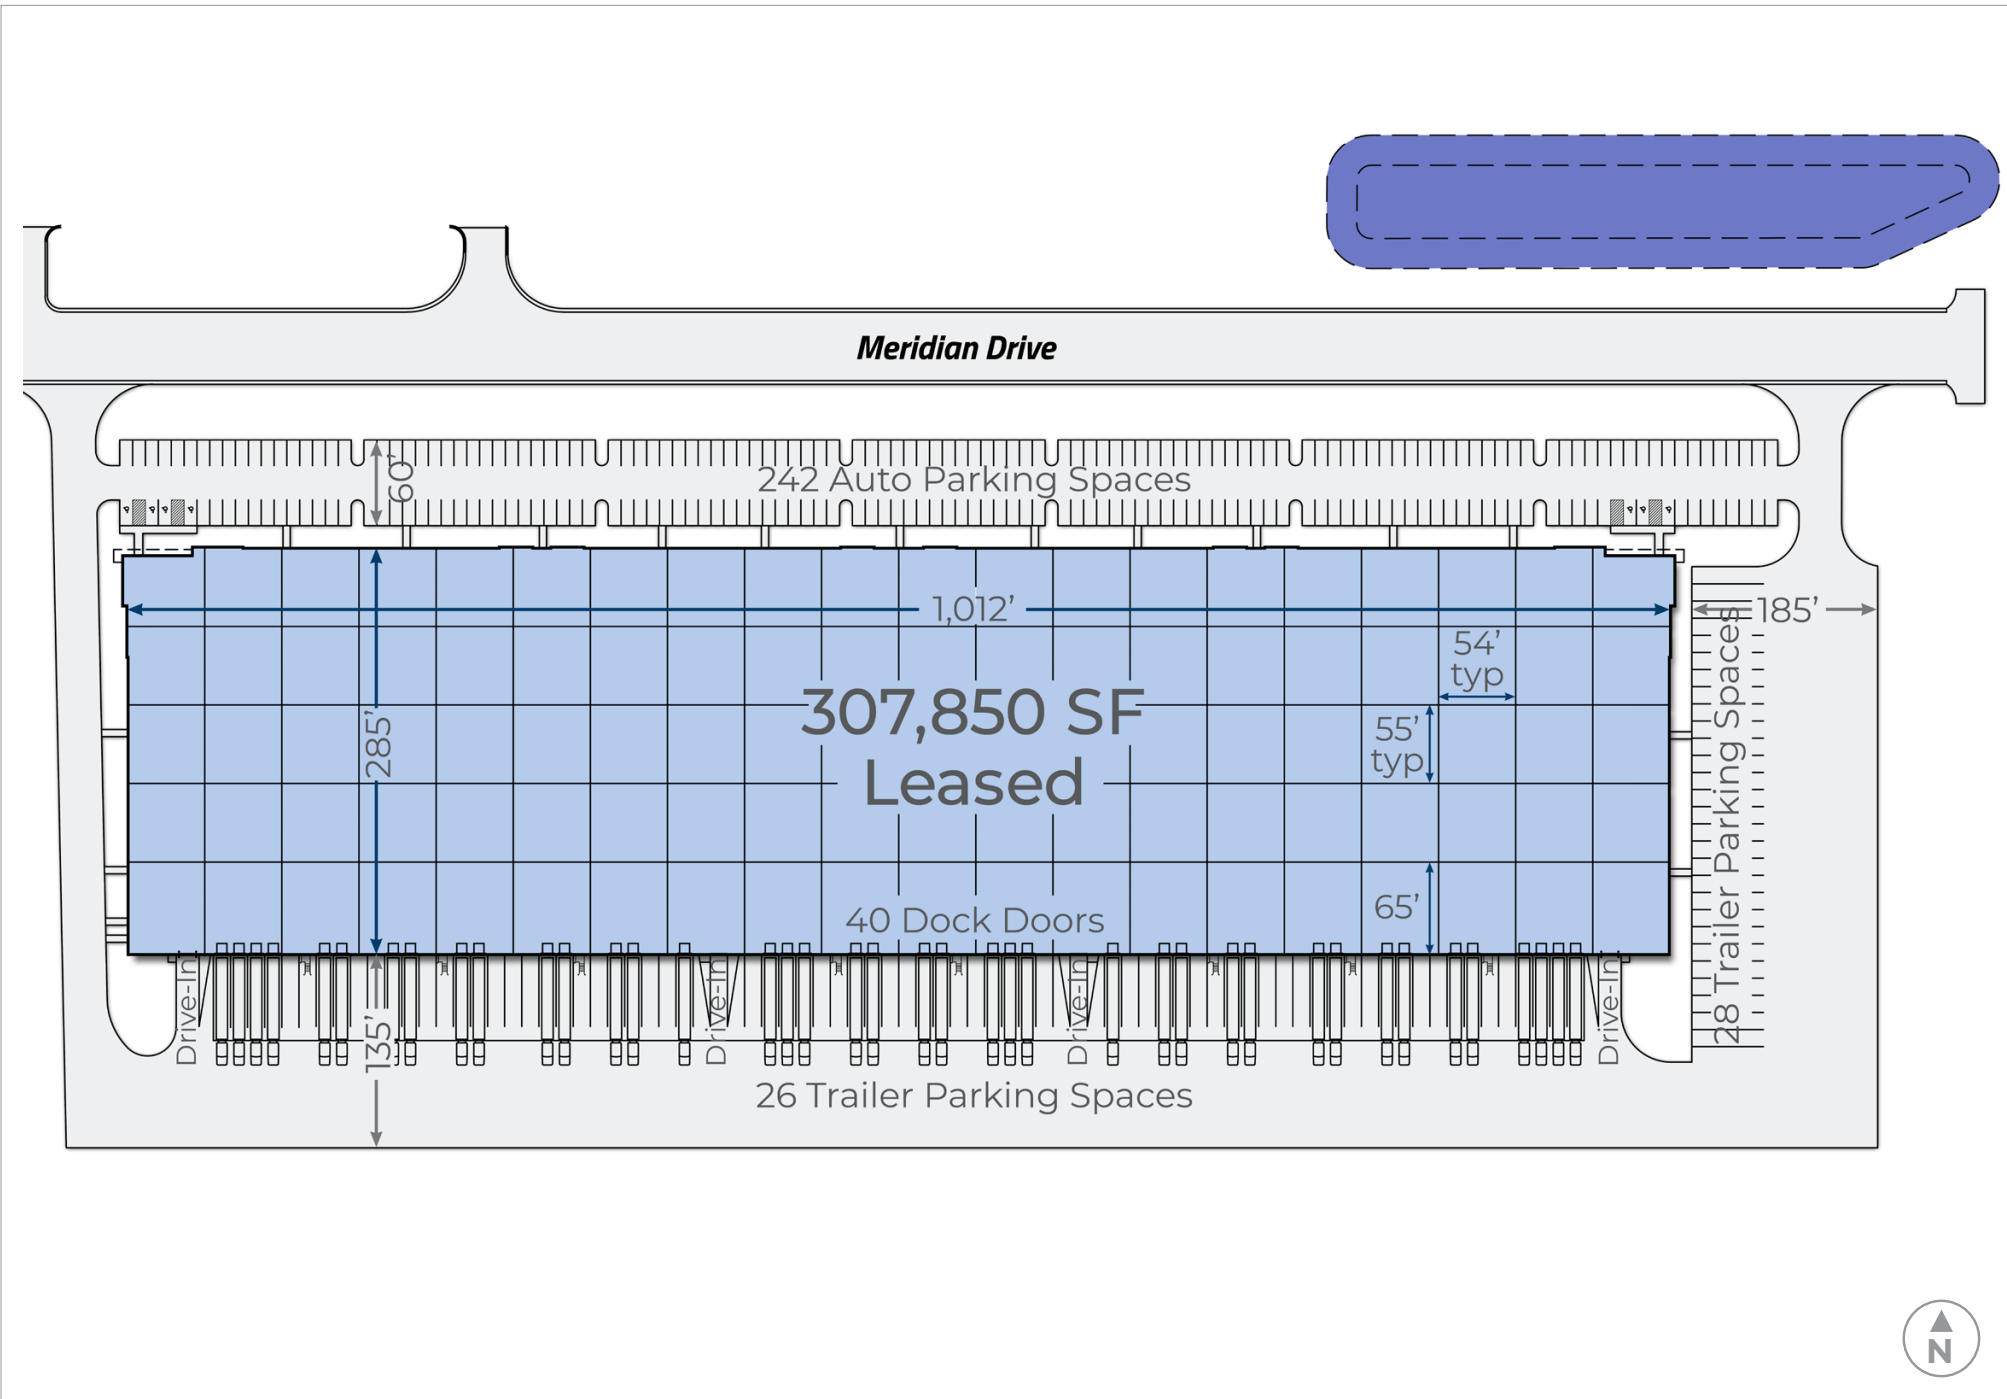 Meridian Drive
60’
242 Auto Parking Spaces
1,012’
185’
54’
typ
307,850 SF
Leased
285’
55’
typ
28 Trailer Parking Spaces
65’
40 Dock Doors
Drive-In
Drive-In
Drive-In
Drive-In
135’
26 Trailer Parking Spaces
N